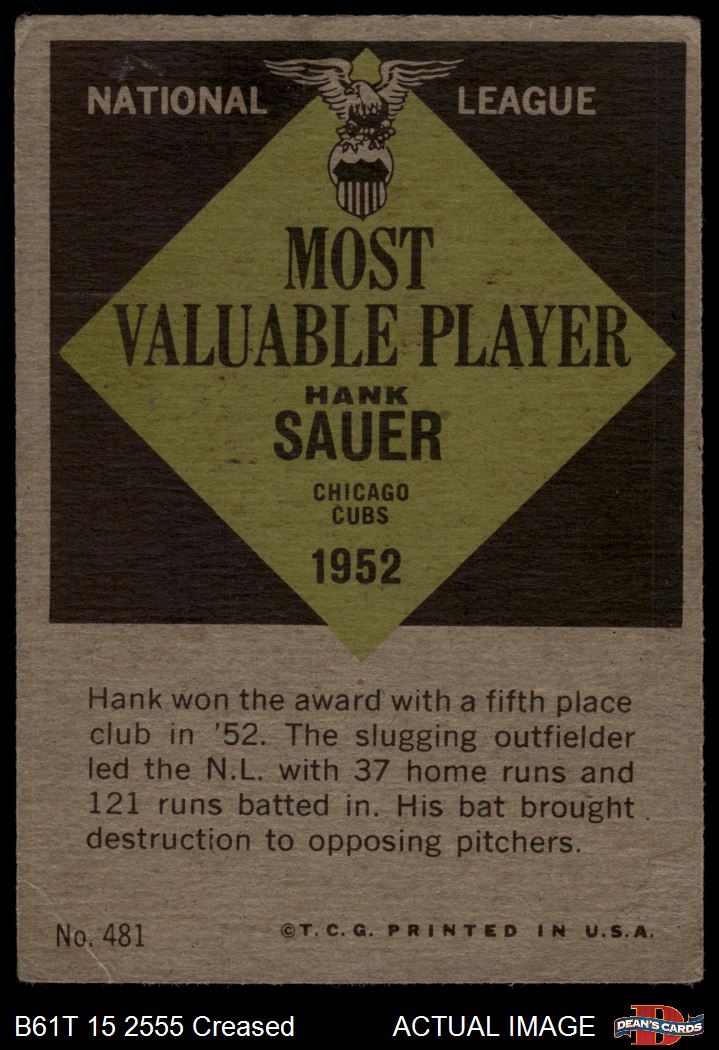 NATIONAL LEAGUE
MOST
VALUABLE PLAYER
HANK
SAUER
CHICAGO
CUBS
1952
Hank won the award with a fifth place
club in '52. The slugging outfielder
led the N.L. with 37 home runs and
121 runs batted in. His bat brought
destruction to opposing pitchers.
No. 481 ©T.C.G. PRINTED IN U.S.A.
B61T 15 2555 Creased ACTUAL IMAGE D DEAN'S CARDS